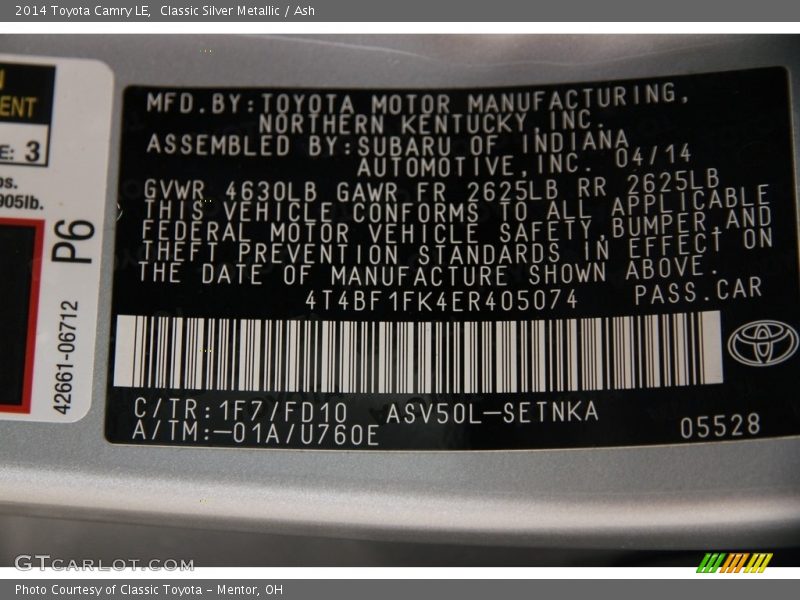 2014 Toyota Camry LE,  Classic Silver Metallic / Ash
ENT
E: 3
905lb.
P6
42661-06712
MFD.BY:TOYOTA MOTOR MANUFACTURING,
NORTHERN KENTUCKY,INC.
ASSEMBLED BY:SUBARU OF INDIANA
AUTOMOTIVE,INC. 04/14
GVWR 4630LB GAWR FR 2625LB RR 2625LB
THIS VEHICLE CONFORMS TO ALL APPLICABLE
FEDERAL MOTOR VEHICLE SAFETY,BUMPER,AND
THEFT PREVENTION STANDARDS IN EFFECT ON
THE DATE OF MANUFACTURE SHOWN ABOVE.
4T4BF1FK4ER405074 PASS.CAR
C/TR:1F7/FD10 ASV50L-SETNKA
A/TM:-01A/U760E
05528
GTCARLOT.COM
Photo Courtesy of Classic Toyota - Mentor, OH